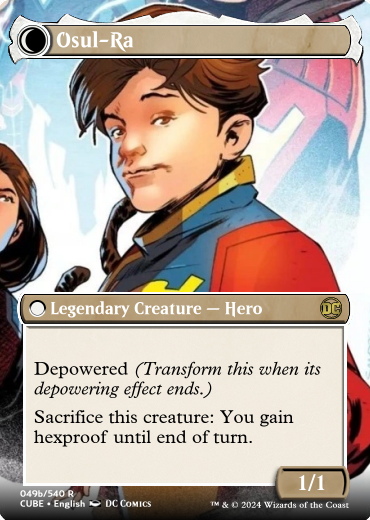 Osul-Ra
Legendary Creature — Hero
DC
Depowered (Transform this when its
depowering effect ends.)
Sacrifice this creature: You gain
hexproof until end of turn.
1/1
049b/540 R
CUBE • English DC Comics
™ & © 2024 Wizards of the Coast